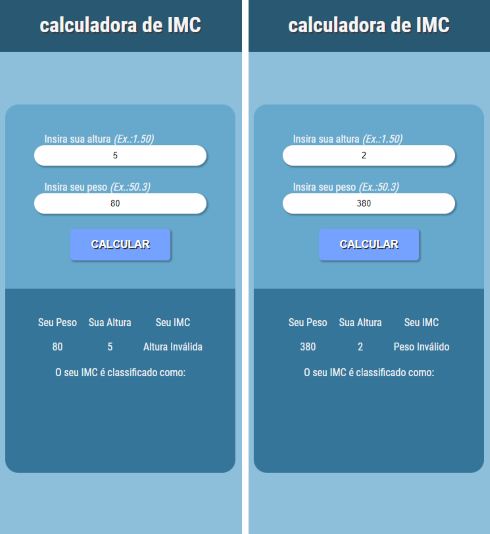 calculadora de IMC
Insira sua altura (Ex.:1.50)
5
Insira seu peso (Ex.:50.3)
80
CALCULAR
Seu Peso Sua Altura Seu IMC
80 5 Altura Inválida
O seu IMC é classificado como:
calculadora de IMC
Insira sua altura (Ex.:1.50)
2
Insira seu peso (Ex.:50.3)
380
CALCULAR
Seu Peso Sua Altura Seu IMC
380 2 Peso Inválido
O seu IMC é classificado como: